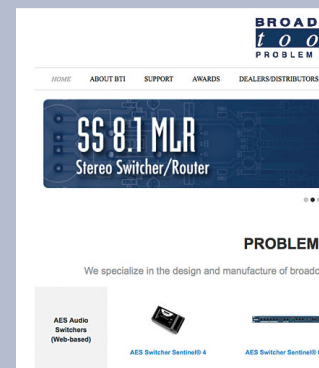 BROAD
too
PROBLEM
HOME ABOUT BTI SUPPORT AWARDS DEALERS/DISTRIBUTORS
SS 8.1 MLR
Stereo Switcher/Router
PROBLEM
We specialize in the design and manufacture of broadc
AES Audio
Switchers
(Web-based)
AES Switcher Sentinel® 4 AES Switcher Sentinel®